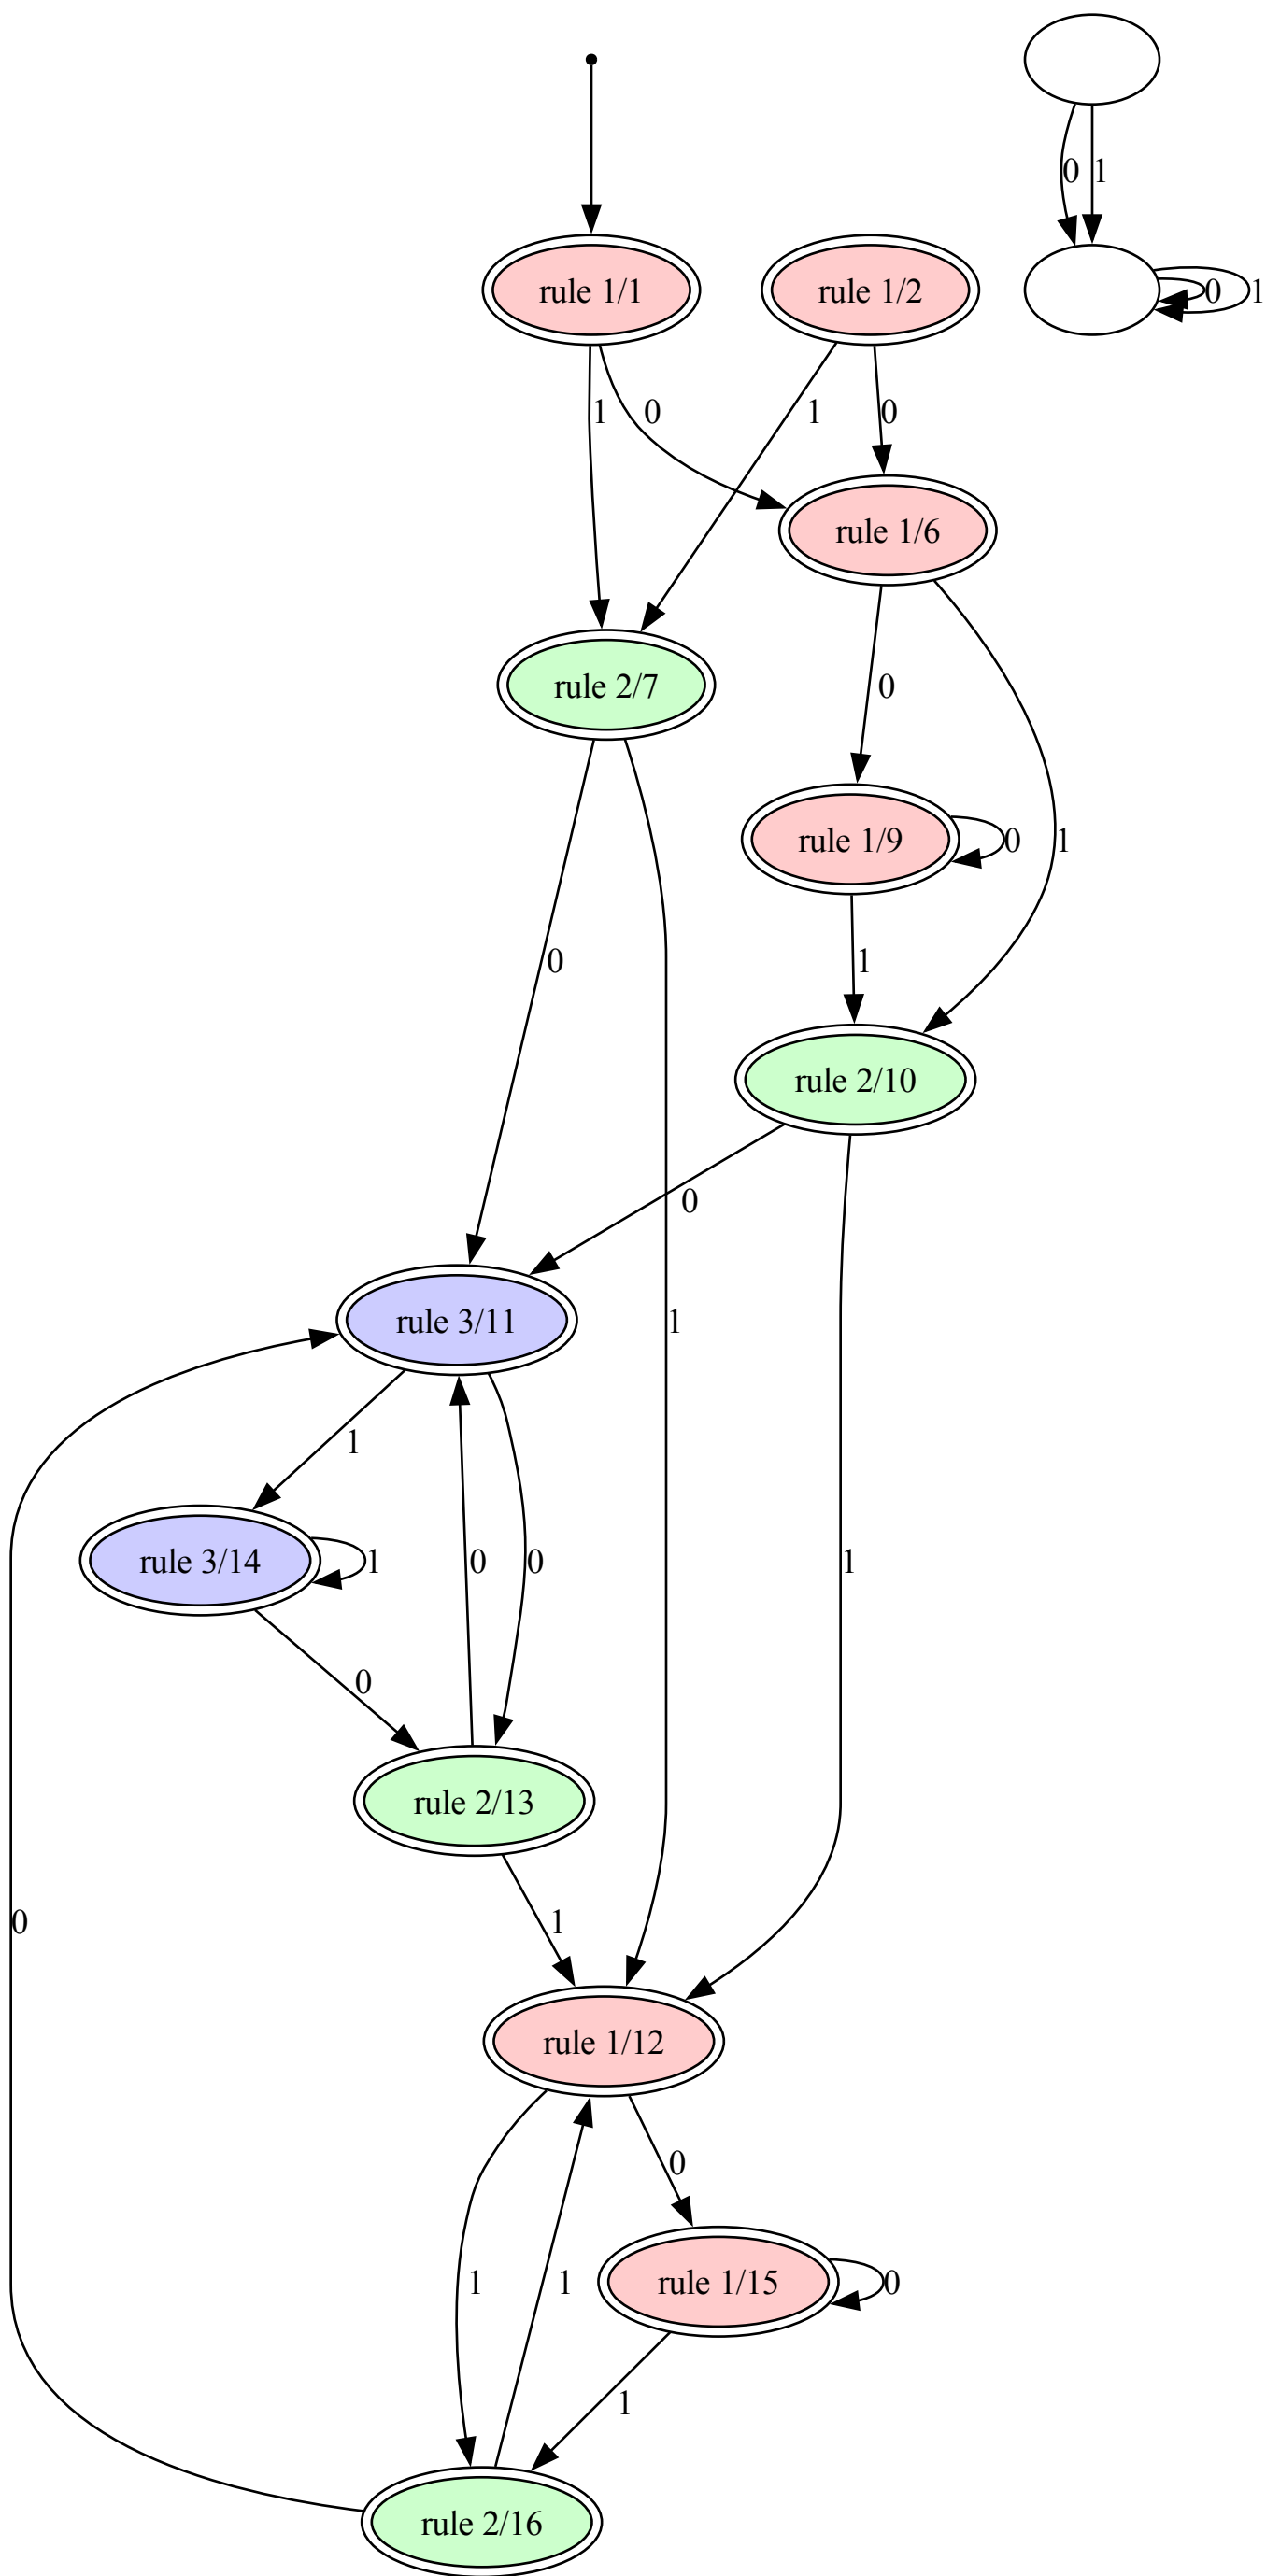 0 1
rule 1/1 rule 1/2 0 1
1 0 1 0
rule 1/6
rule 2/7
0
rule 1/9 0 1
0 1
rule 2/10
0
rule 3/11 1
1
rule 3/14 1 0 0 1
0
rule 2/13
0 1
rule 1/12
0
1 1 rule 1/15 0
1
rule 2/16